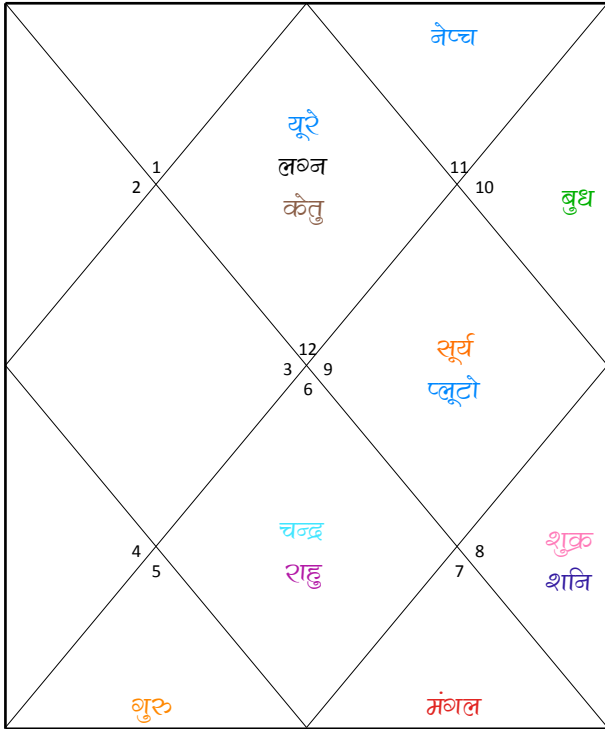 नेप्च
यूरे
लग्न
केतु
1
2
11
10
बुध
12
3
9
6
सूर्य
प्लूटो
चन्द्र
राहु
4
5
8
7
शुक्र
शनि
गुरु
मंगल